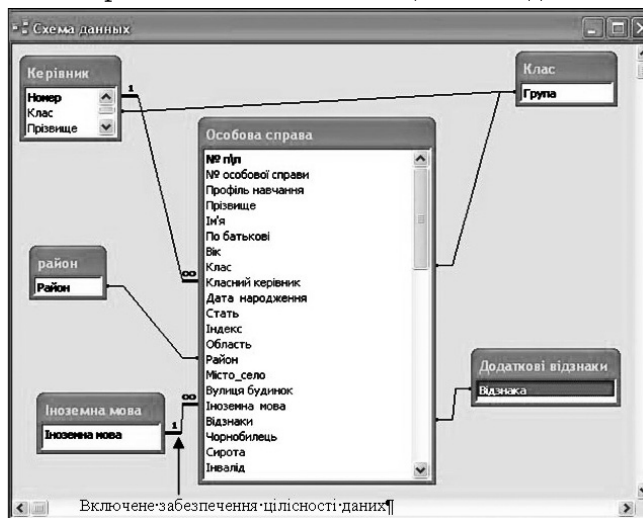 Схема данных
Керівник
Номер
Клас
Прізвище
1
Клас
Група
Особова справа
№ п\п
№ особової справи
Профіль навчання
Прізвище
Ім'я
По батькові
Вік
Клас
Класний керівник
Дата народження
Стать
Індекс
Область
Район
Місто_село
Вулиця будинок
Іноземна мова
Відзнаки
Чорнобилець
Сирота
Інвалід
∞
район
Район
∞
Іноземна мова
Іноземна мова
1
Додаткові відзнаки
Відзнака
Включене·забезпечення·цілісності·даних¶